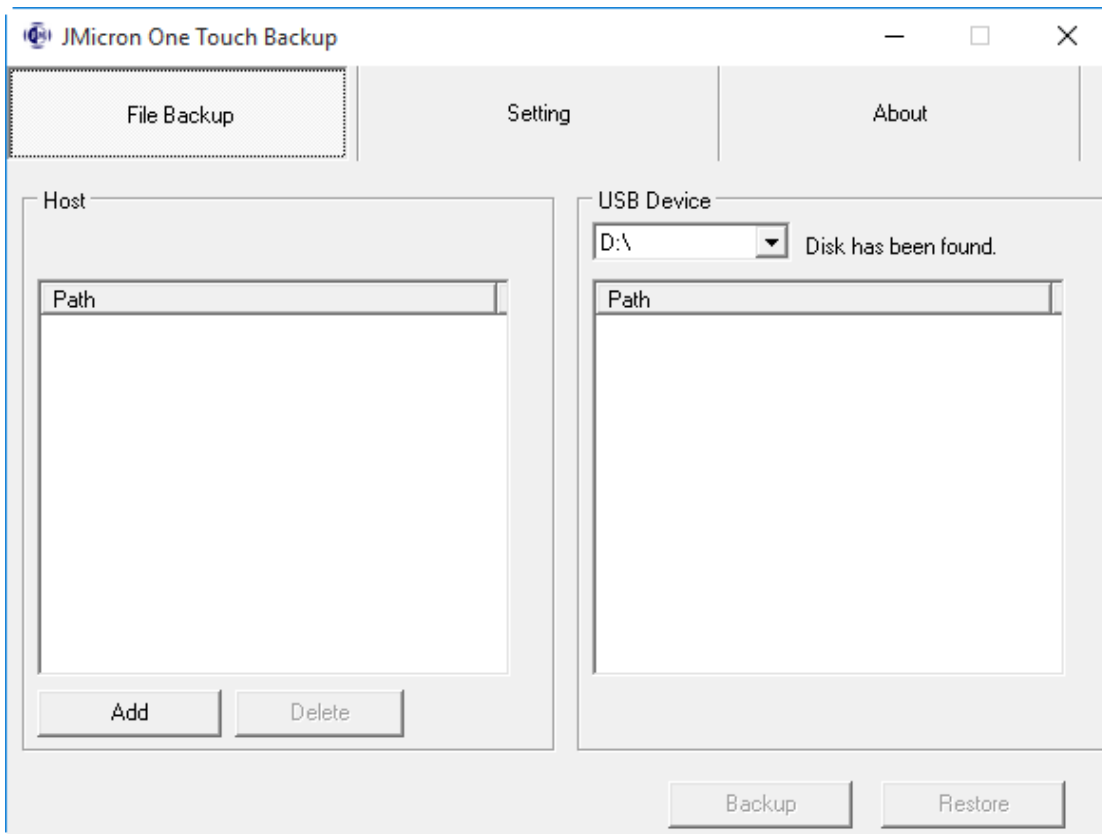 JMicron One Touch Backup
File Backup
Setting
About
Host
USB Device
D:\
Disk has been found.
Path
Path
Add
Delete
Backup
Restore